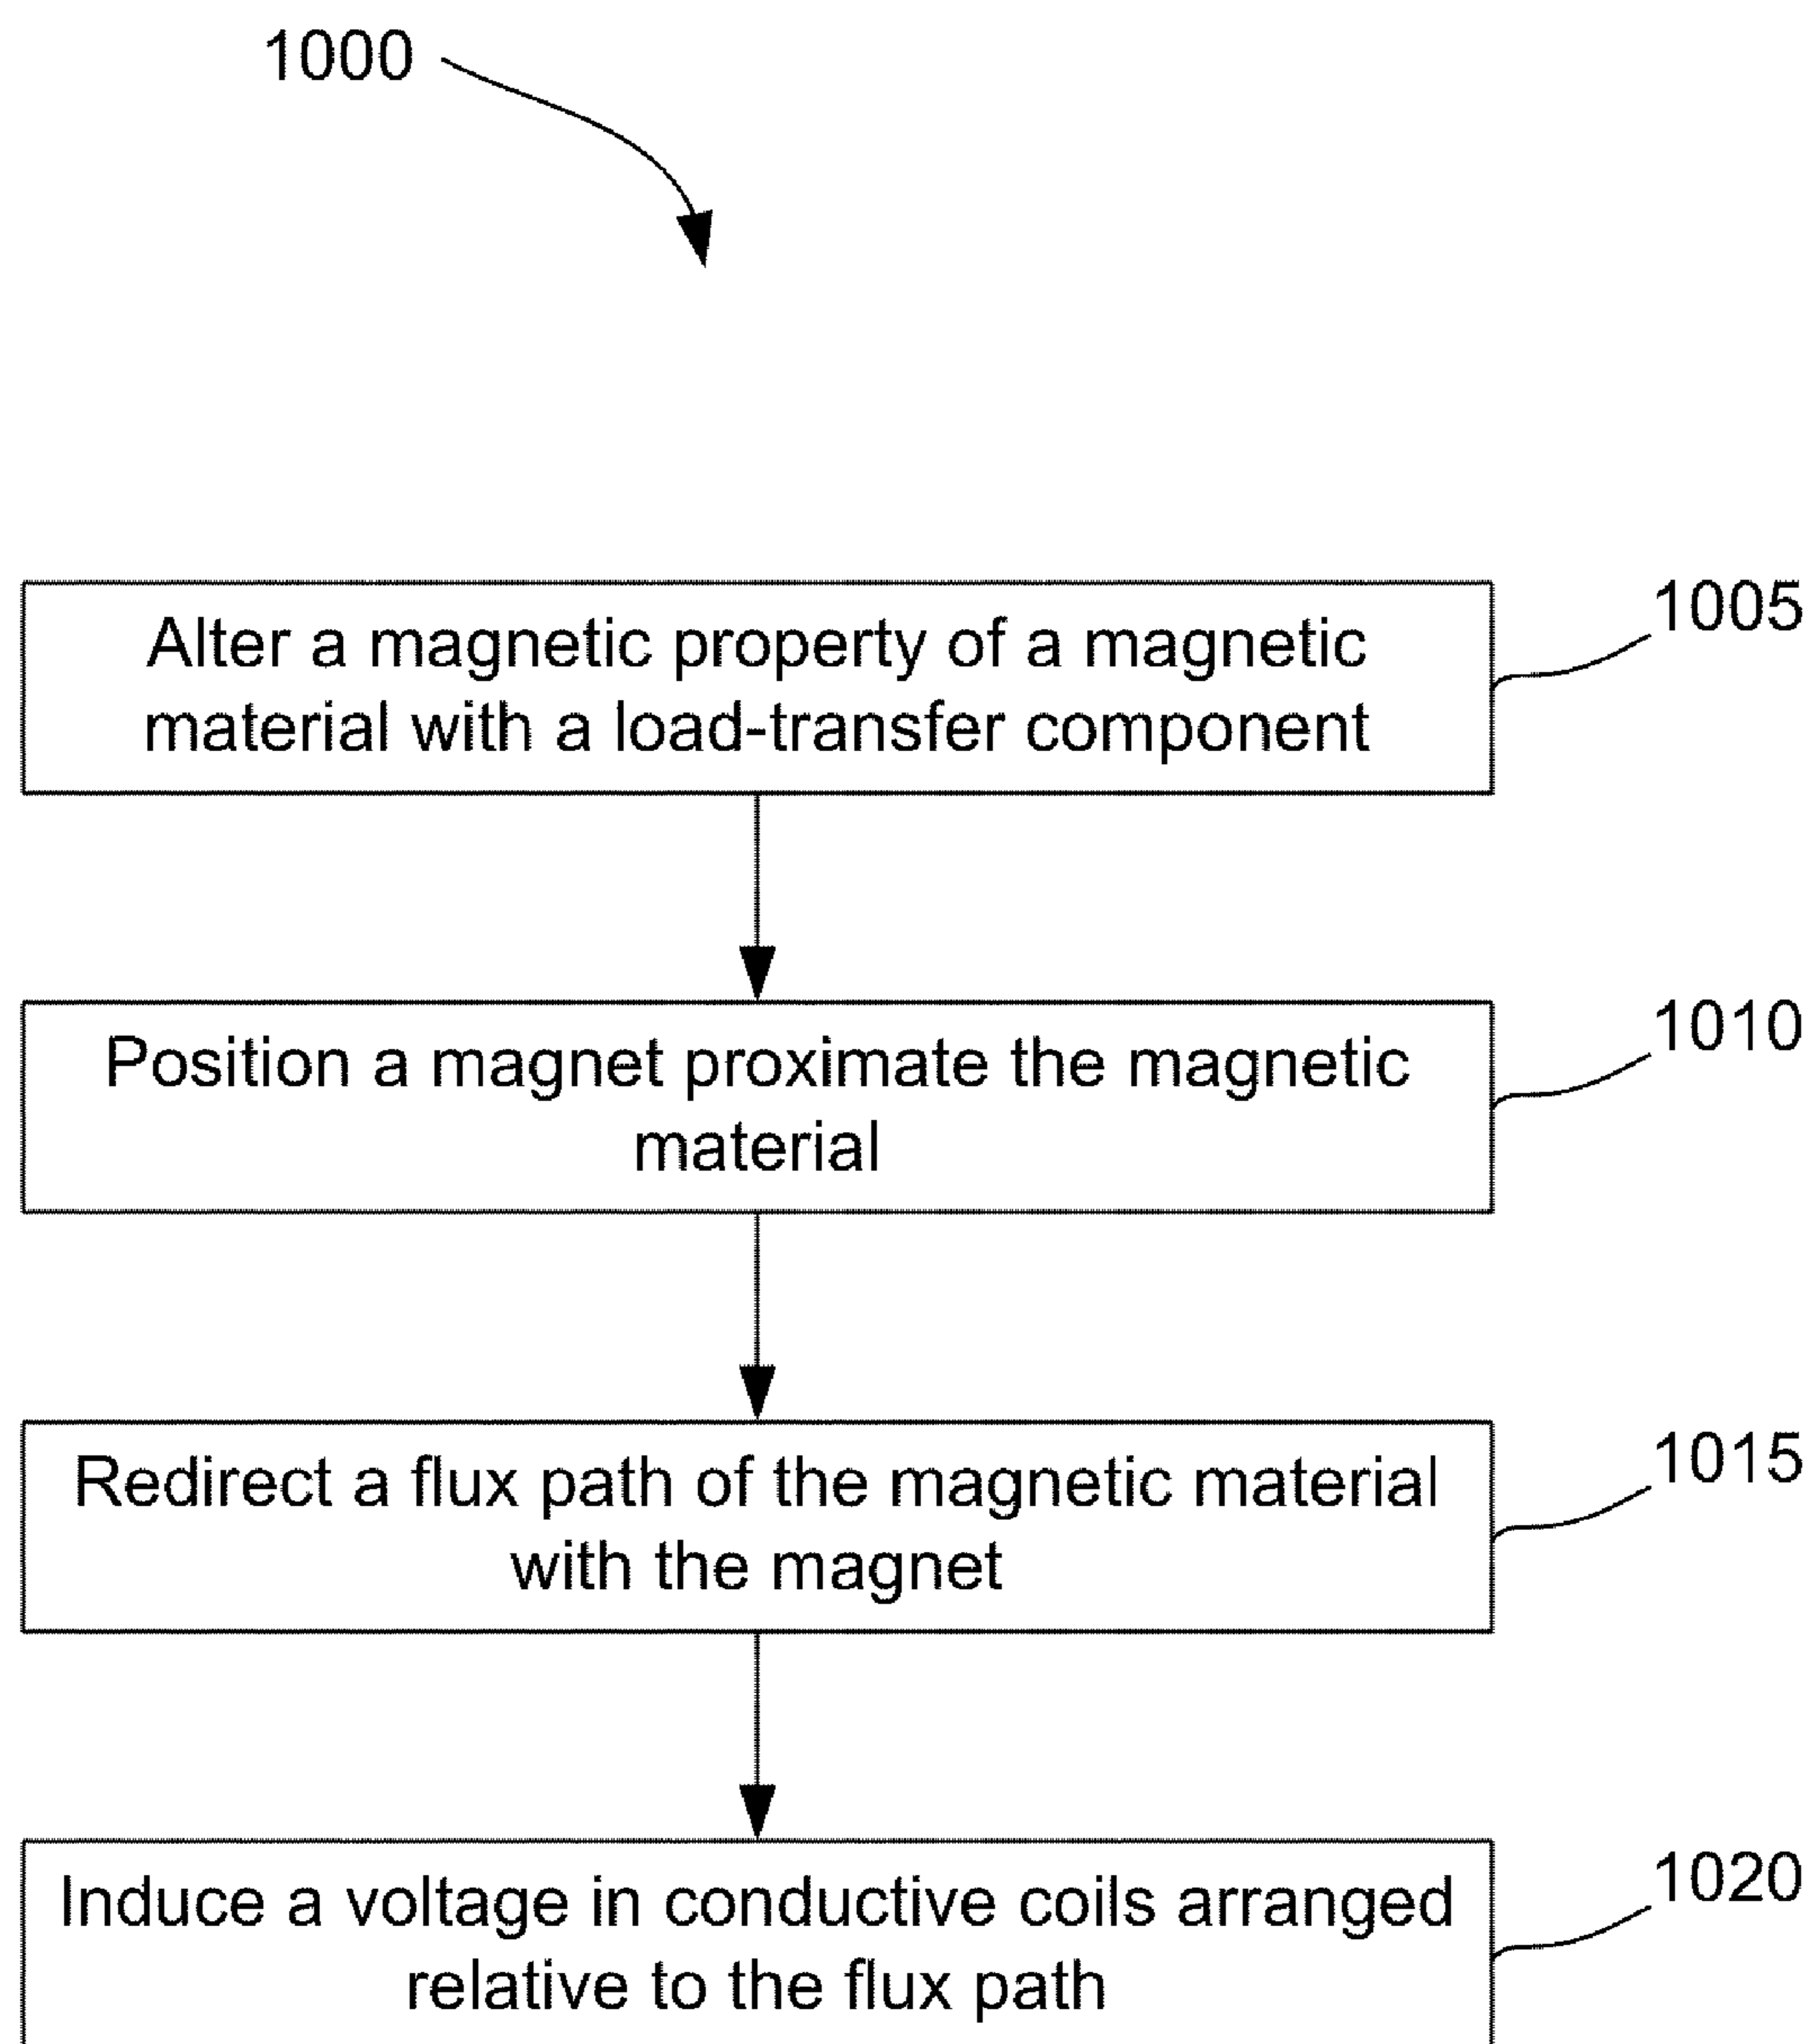 1000
Alter a magnetic property of a magnetic
material with a load-transfer component
1005
Position a magnet proximate the magnetic
material
1010
Redirect a flux path of the magnetic material
with the magnet
1015
Induce a voltage in conductive coils arranged
relative to the flux path
1020